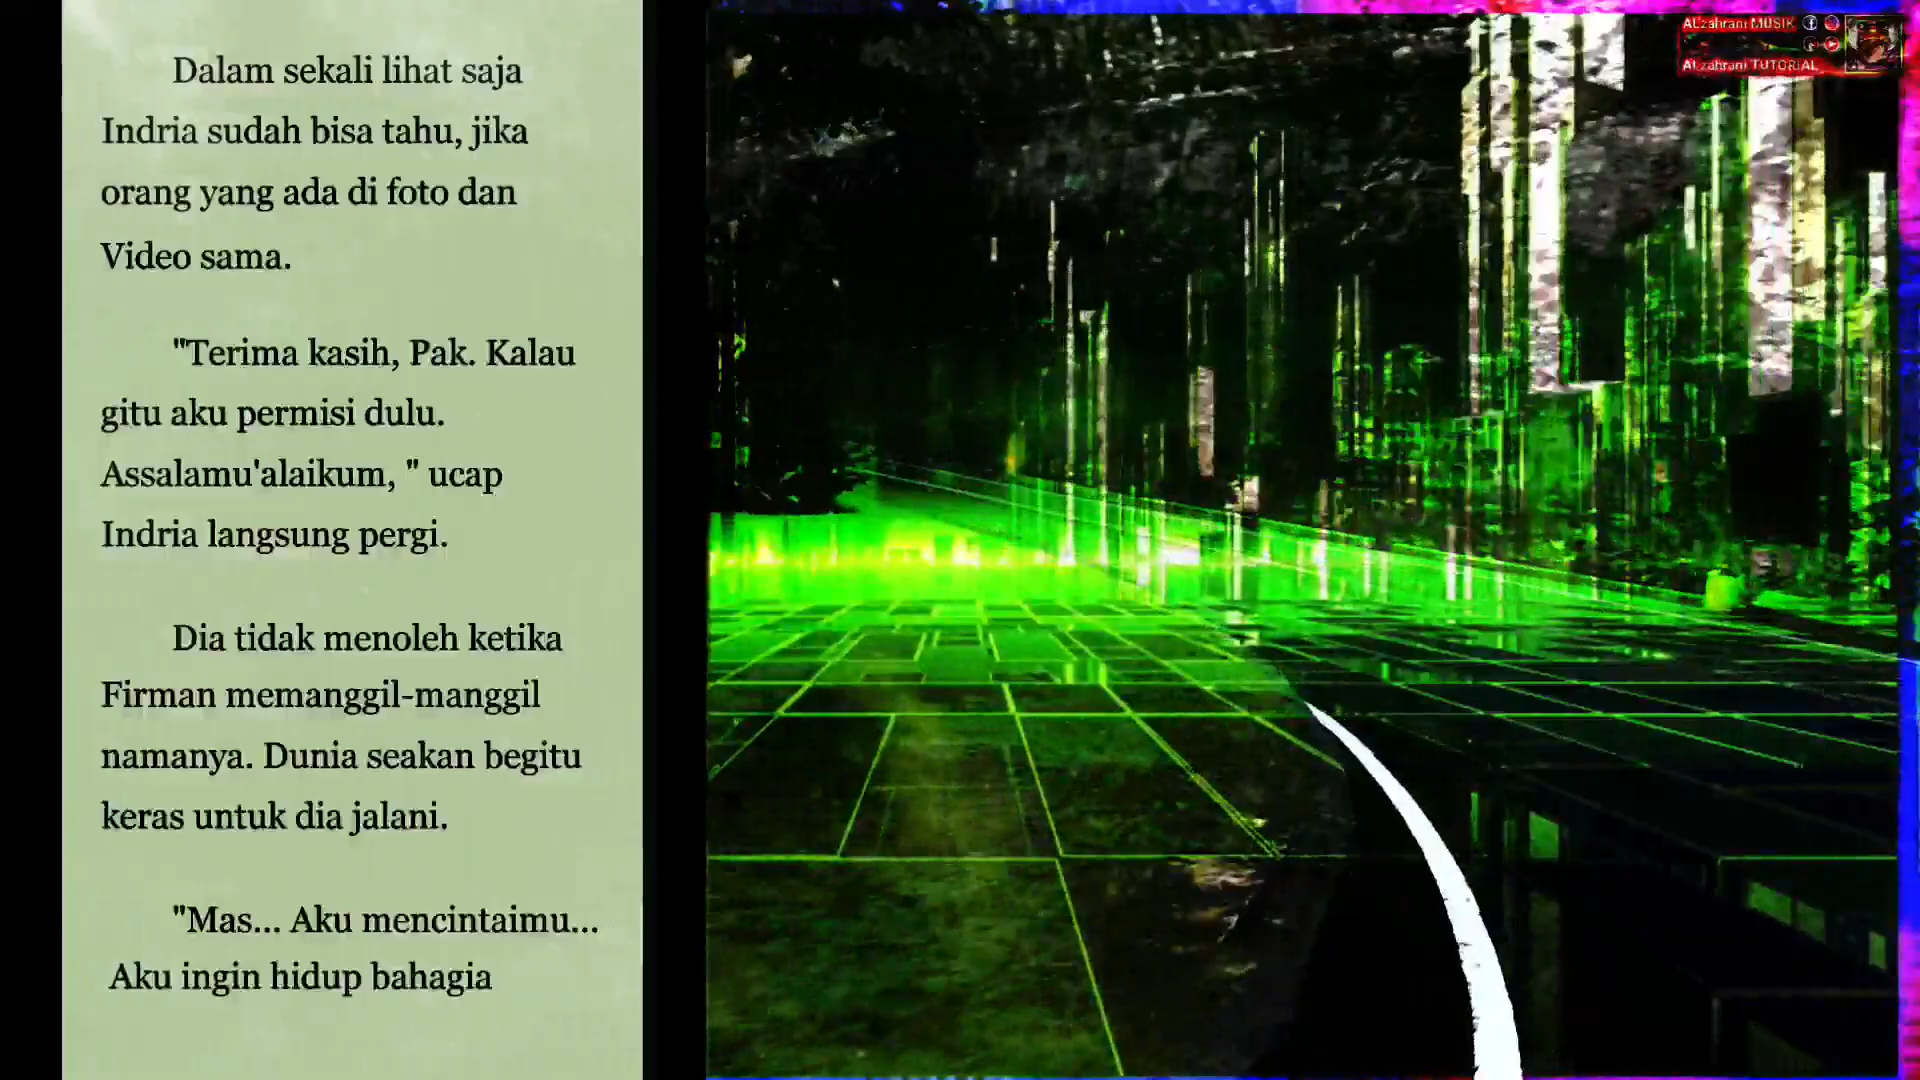 Dalam sekali lihat saja
Indria sudah bisa tahu, jika
orang yang ada di foto dan
Video sama.
"Terima kasih, Pak. Kalau
gitu aku permisi dulu.
Assalamu'alaikum, " ucap
Indria langsung pergi.
Dia tidak menoleh ketika
Firman memanggil-manggil
namanya. Dunia seakan begitu
keras untuk dia jalani.
"Mas... Aku mencintaimu...
Aku ingin hidup bahagia
ALzahrani MUSIK
ALzahrani TUTORIAL